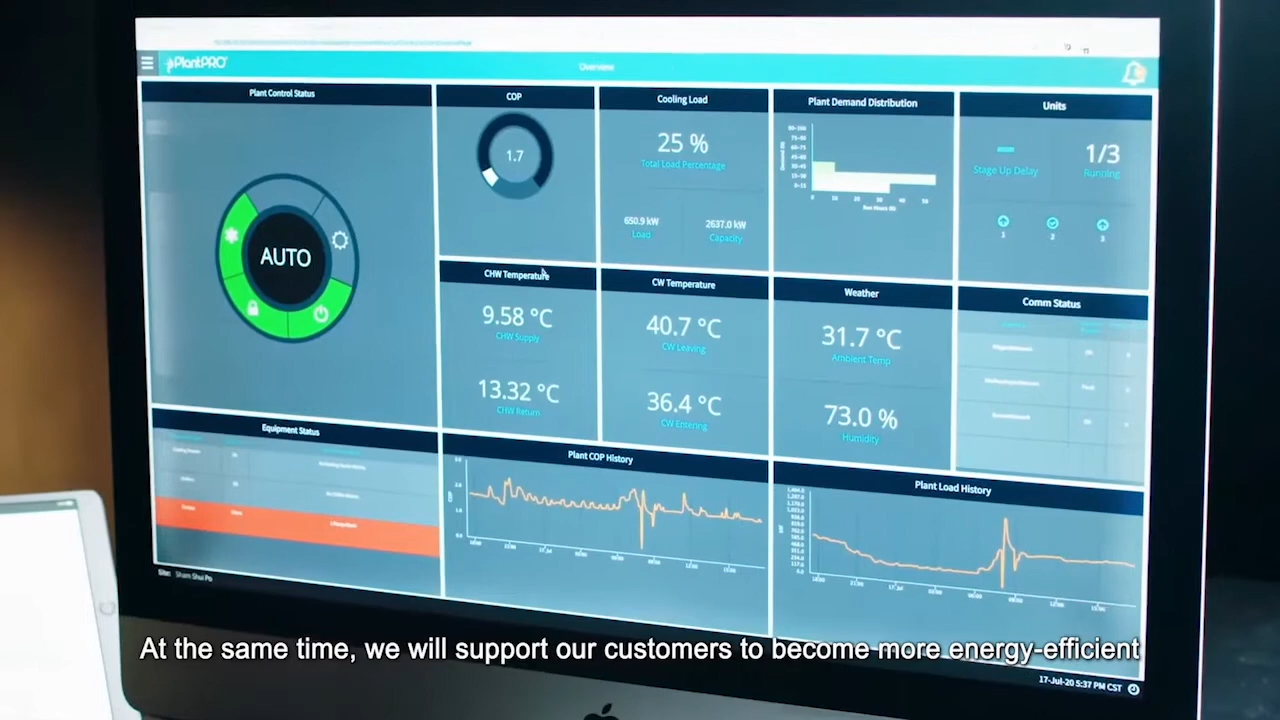 PlantPRO
Overview
Plant Control Status
AUTO
COP
1.7
Cooling Load
25 %
Total Load Percentage
650.9 kW
Load
2637.0 kW
Capacity
Plant Demand Distribution
Units
Stage Up Delay
1/3
Running
1
2
3
CHW Temperature
9.58 °C
CHW Supply
13.32 °C
CHW Return
CW Temperature
40.7 °C
CW Leaving
36.4 °C
CW Entering
Weather
31.7 °C
Ambient Temp
73.0 %
Humidity
Comm Status
Equipment Status
Plant COP History
COP
Plant Load History
Site: Sham Shui Po
At the same time, we will support our customers to become more energy-efficient
17-Jul-20 5:37 PM CST